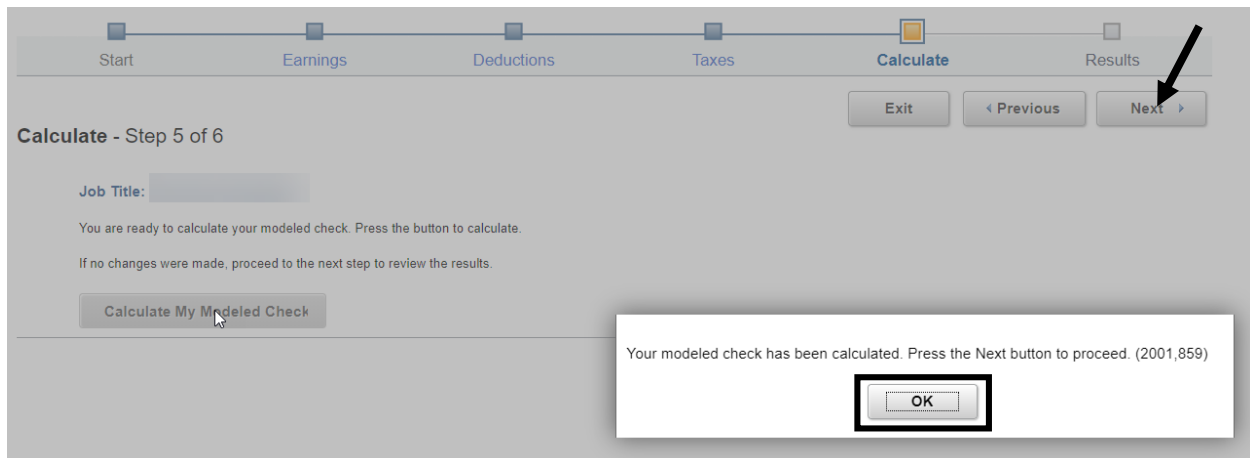 Start Earnings Deductions Taxes Calculate Results
Exit Previous Next
Calculate - Step 5 of 6
Job Title:
You are ready to calculate your modeled check. Press the button to calculate.
If no changes were made, proceed to the next step to review the results.
Calculate My Modeled Check
Your modeled check has been calculated. Press the Next button to proceed. (2001,859)
OK